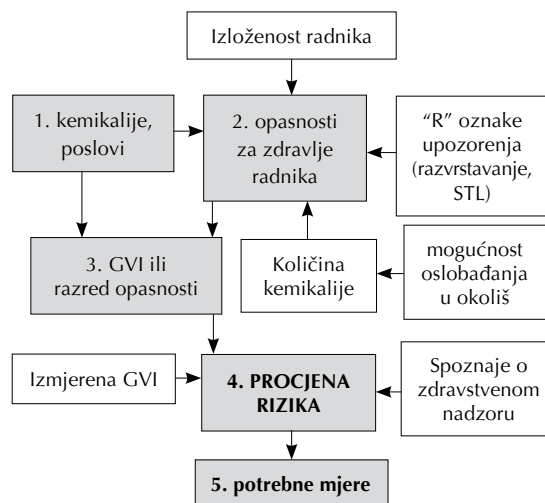 Izloženost radnika
1. kemikalije,
poslovi
2. opasnosti
za zdravlje
radnika
“R” oznake
upozorenja
(razvrstavanje,
STL)
3. GVI ili
razred opasnosti
Količina
kemikalije
mogućnost
oslobađanja
u okoliš
Izmjerena GVI
4. PROCJENA
RIZIKA
Spoznaje o
zdravstvenom
nadzoru
5. potrebne mjere